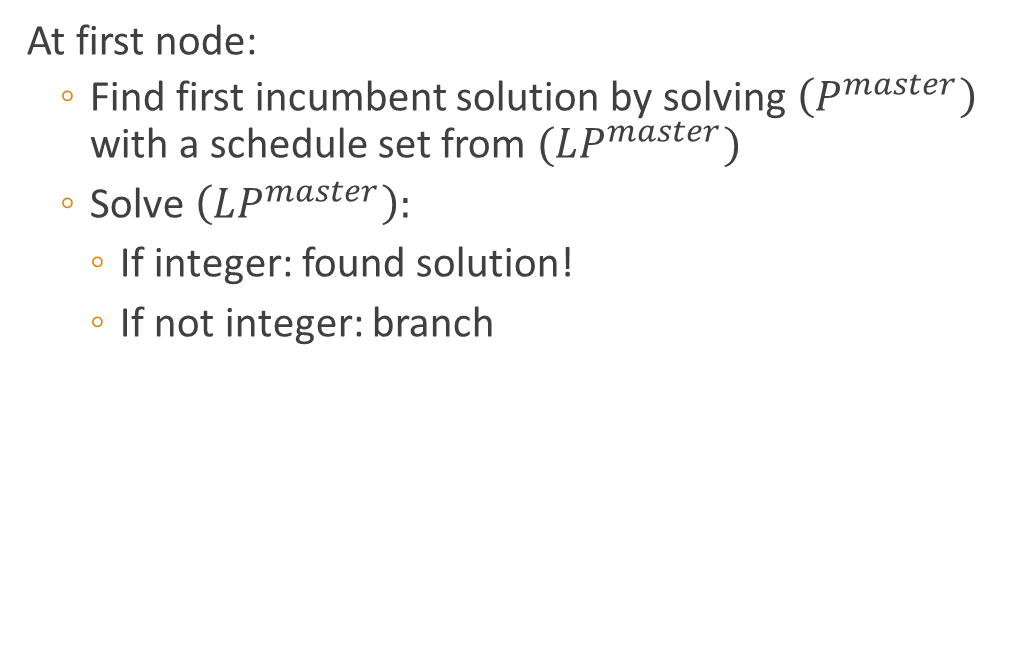 At first node:
◦ Find first incumbent solution by solving (P^master)
with a schedule set from (LP^master)
◦ Solve (LP^master):
◦ If integer: found solution!
◦ If not integer: branch